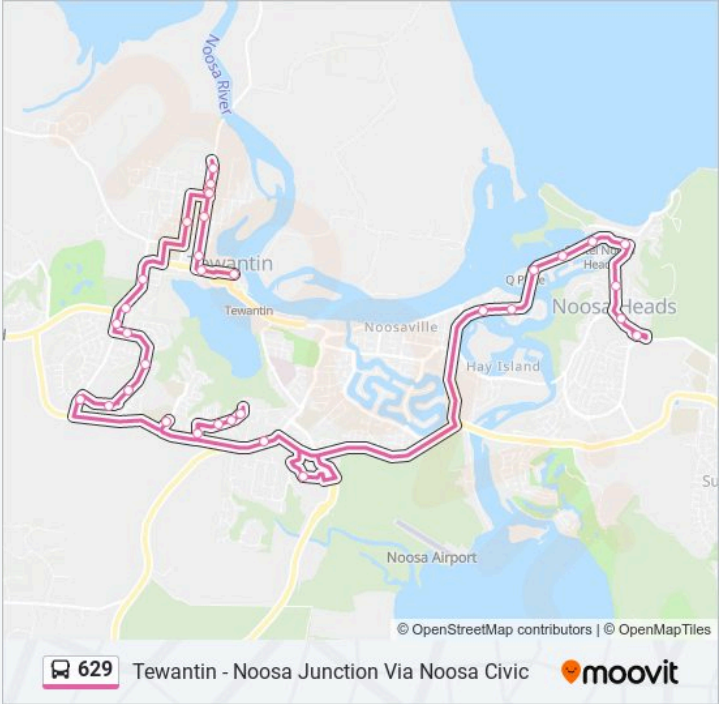 Noosa River
Tewantin
Tewantin
Noosaville
Noosa Heads
Hay Island
Noosa Airport
Su
© OpenStreetMap contributors | © OpenMapTiles
629 Tewantin - Noosa Junction Via Noosa Civic
moovit